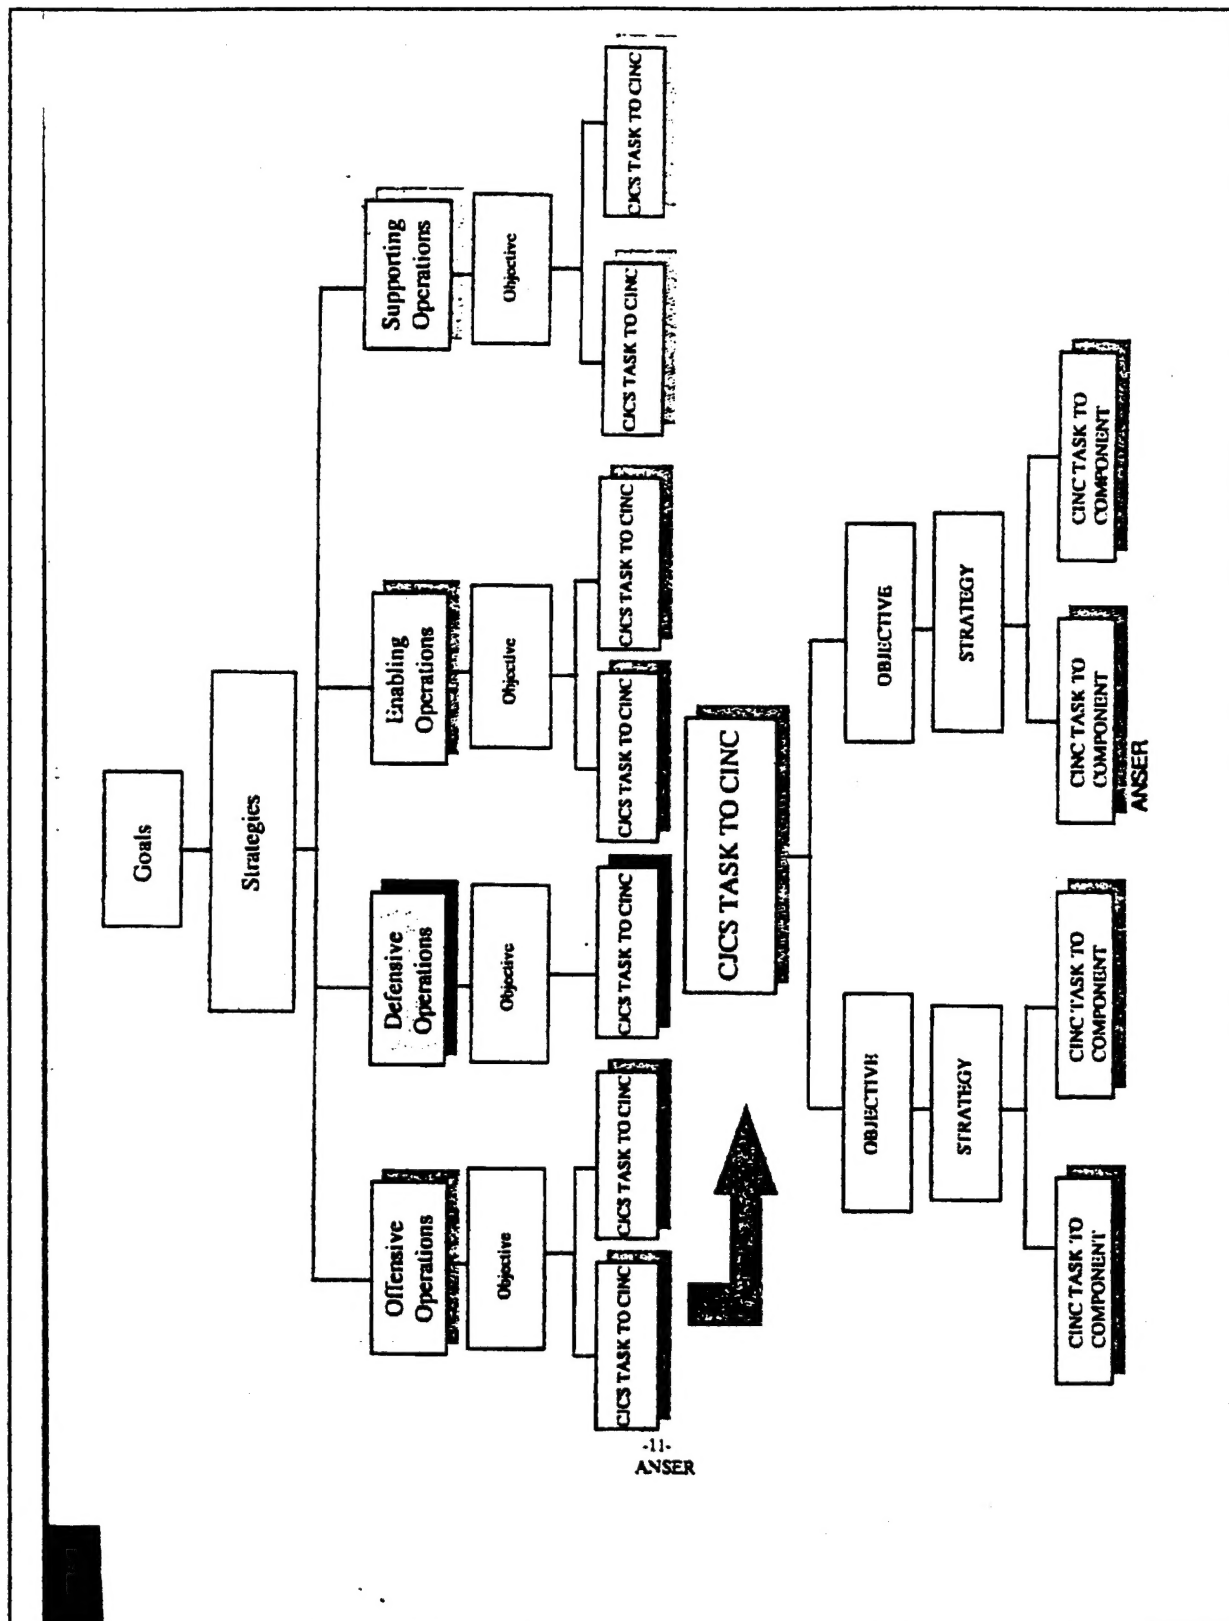 Goals
Strategies
Offensive
Operations
Defensive
Operations
Enabling
Operations
Supporting
Operations
Objective
Objective
Objective
Objective
CJCS TASK TO CINC
CJCS TASK TO CINC
CJCS TASK TO CINC
CJCS TASK TO CINC
CJCS TASK TO CINC
CJCS TASK TO CINC
CJCS TASK TO CINC
CJCS TASK TO CINC
OBJECTIVE
OBJECTIVE
STRATEGY
STRATEGY
CINC TASK TO
COMPONENT
CINC TASK TO
COMPONENT
CINC TASK TO
COMPONENT
CINC TASK TO
COMPONENT
ANSER
-11-
ANSER